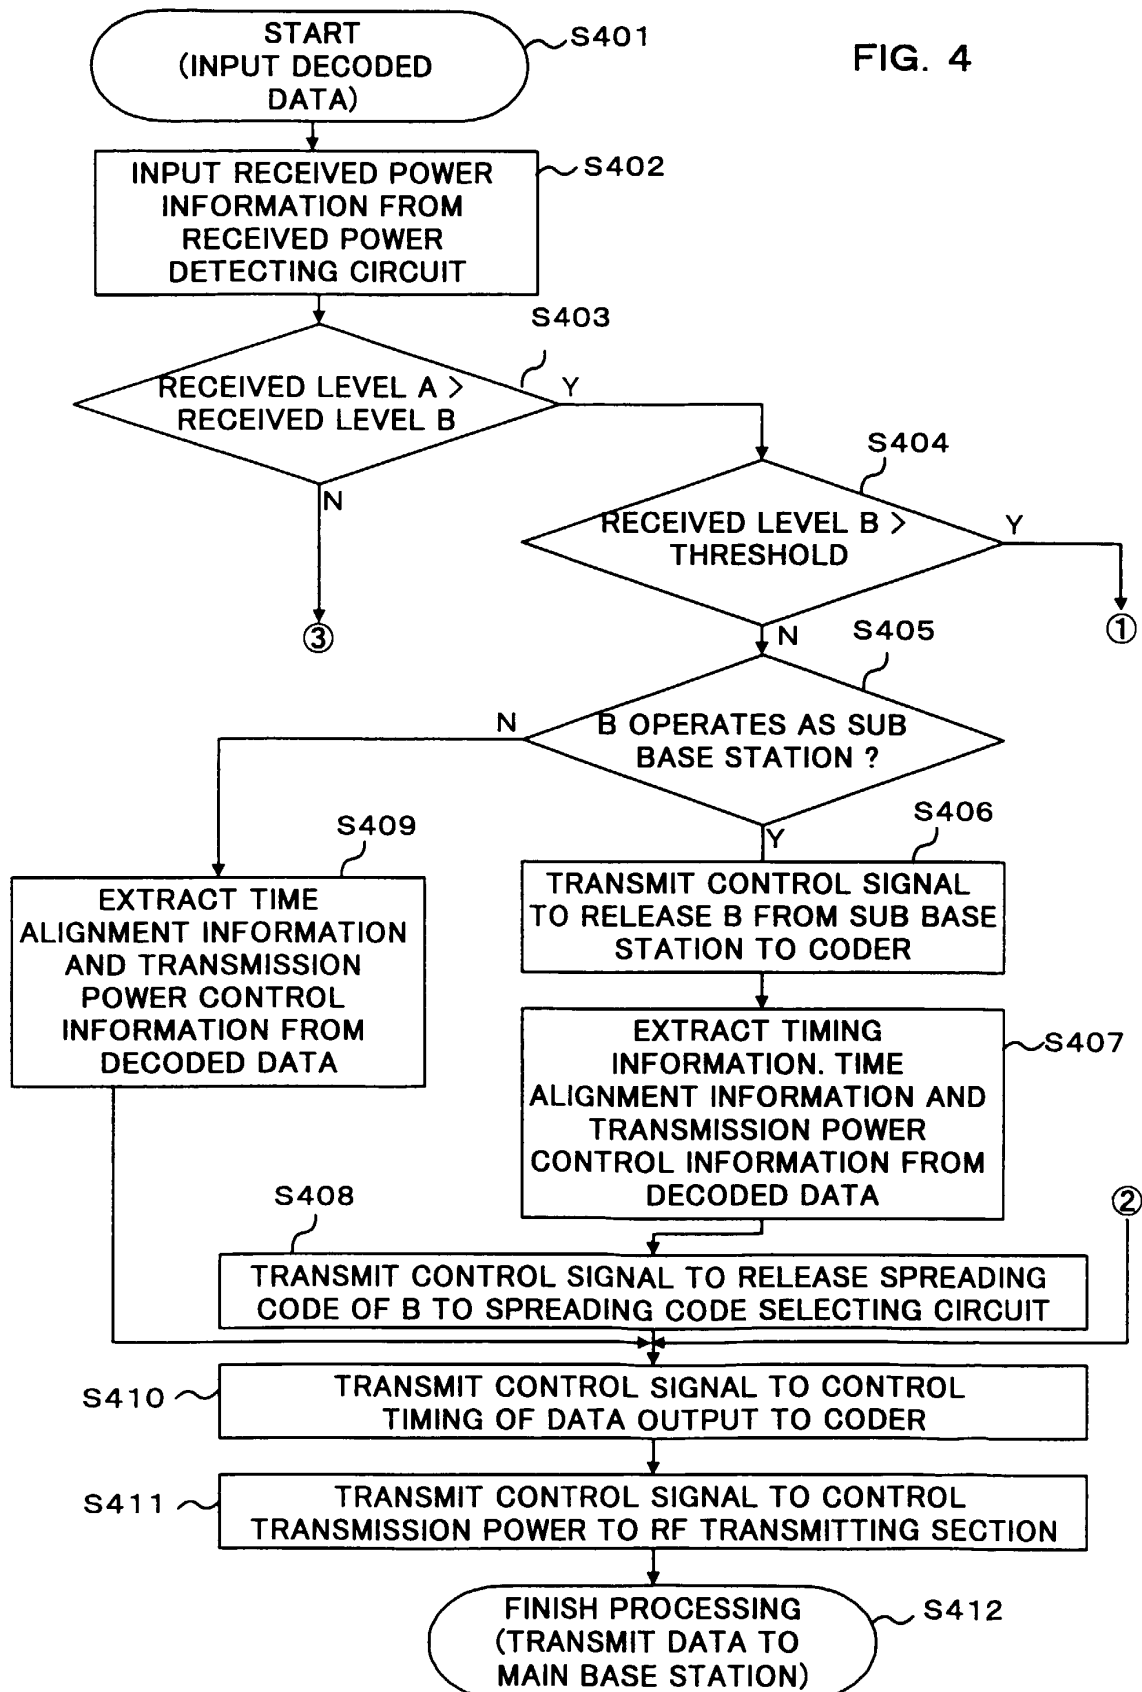 START
(INPUT DECODED
DATA)
S401
FIG. 4
INPUT RECEIVED POWER
INFORMATION FROM
RECEIVED POWER
DETECTING CIRCUIT
S402
S403
RECEIVED LEVEL A >
RECEIVED LEVEL B
Y
N
③
S404
RECEIVED LEVEL B >
THRESHOLD
Y
①
N
S405
B OPERATES AS SUB
BASE STATION ?
N
Y
S406
TRANSMIT CONTROL SIGNAL
TO RELEASE B FROM SUB BASE
STATION TO CODER
S409
EXTRACT TIME
ALIGNMENT INFORMATION
AND TRANSMISSION
POWER CONTROL
INFORMATION FROM
DECODED DATA
EXTRACT TIMING
INFORMATION. TIME
ALIGNMENT INFORMATION AND
TRANSMISSION POWER
CONTROL INFORMATION FROM
DECODED DATA
S407
②
S408
TRANSMIT CONTROL SIGNAL TO RELEASE SPREADING
CODE OF B TO SPREADING CODE SELECTING CIRCUIT
S410
TRANSMIT CONTROL SIGNAL TO CONTROL
TIMING OF DATA OUTPUT TO CODER
S411
TRANSMIT CONTROL SIGNAL TO CONTROL
TRANSMISSION POWER TO RF TRANSMITTING SECTION
FINISH PROCESSING
(TRANSMIT DATA TO
MAIN BASE STATION)
S412